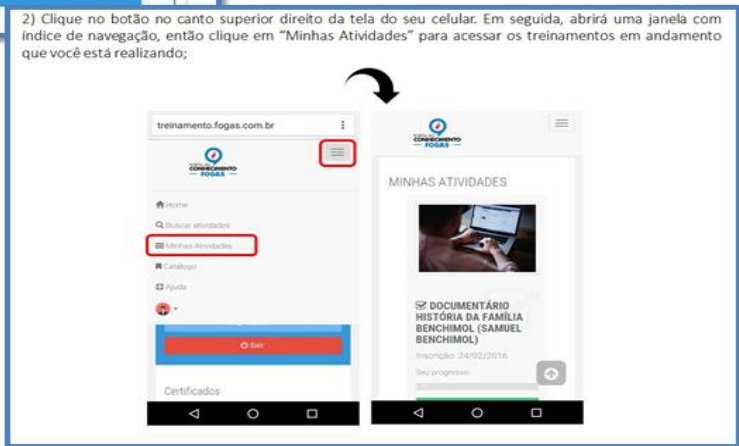 2) Clique no botão no canto superior direito da tela do seu celular. Em seguida, abrirá uma janela com
índice de navegação, então clique em “Minhas Atividades” para acessar os treinamentos em andamento
que você está realizando;
treinamento.fogas.com.br
CONHECIMENTO
FOGAS
Home
Buscar atividades
Minhas Atividades
Catálogo
Ajuda
Sair
Certificados
CONHECIMENTO
FOGAS
MINHAS ATIVIDADES
DOCUMENTÁRIO
HISTÓRIA DA FAMÍLIA
BENCHIMOL (SAMUEL
BENCHIMOL)
Inscrição: 24/02/2016
Seu progresso: